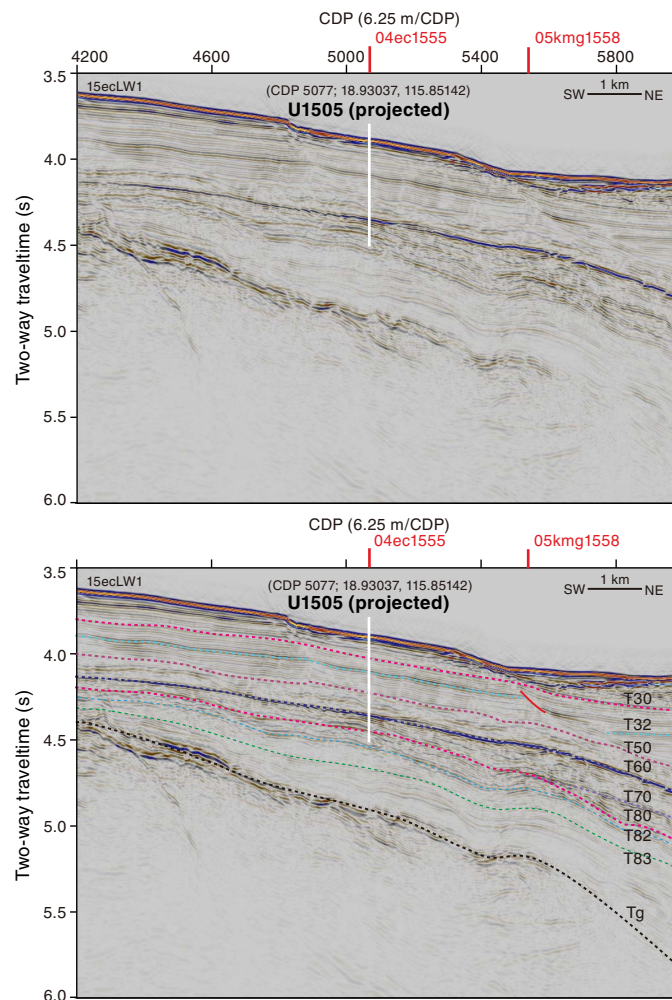 CDP (6.25 m/CDP)
04ec1555 05kmg1558
4200 4600 5000 5400 5800
3.5
15ecLW1
(CDP 5077; 18.93037, 115.85142)
U1505 (projected)
SW 1 km NE
4.0
4.5
5.0
5.5
6.0
Two-way traveltime (s)
CDP (6.25 m/CDP)
04ec1555 05kmg1558
3.5
15ecLW1
(CDP 5077; 18.93037, 115.85142)
U1505 (projected)
SW 1 km NE
4.0
4.5
5.0
5.5
6.0
Two-way traveltime (s)
T30
T32
T50
T60
T70
T80
T82
T83
Tg